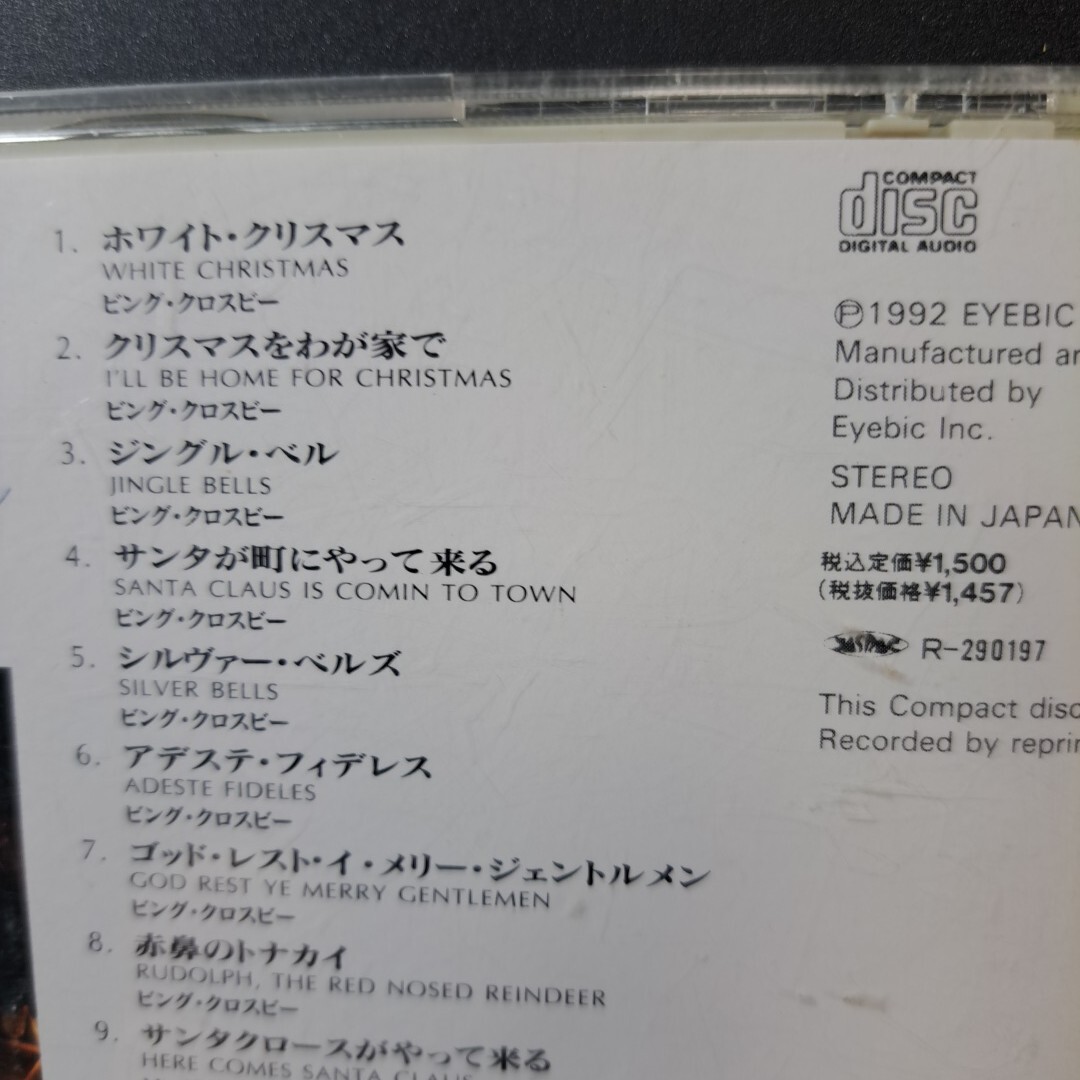 1. ホワイト・クリスマス
WHITE CHRISTMAS
ビング・クロスビー
2. クリスマスをわが家で
I'LL BE HOME FOR CHRISTMAS
ビング・クロスビー
3. ジングル・ベル
JINGLE BELLS
ビング・クロスビー
4. サンタが町にやって来る
SANTA CLAUS IS COMIN TO TOWN
ビング・クロスビー
5. シルヴァー・ベルズ
SILVER BELLS
ビング・クロスビー
6. アデステ・フィデレス
ADESTE FIDELES
ビング・クロスビー
7. ゴッド・レスト・イ・メリー・ジェントルメン
GOD REST YE MERRY GENTLEMEN
ビング・クロスビー
8. 赤鼻のトナカイ
RUDOLPH, THE RED NOSED REINDEER
ビング・クロスビー
9. サンタクロースがやって来る
HERE COMES SANTA CLAUS
COMPACT
disc
DIGITAL AUDIO
Ⓟ1992 EYEBIC
Manufactured
Distributed by
Eyebic Inc.
STEREO
MADE IN JAPAN
税込定価¥1,500
(税抜価格¥1,457)
JASRAC R-290197
This Compact disc
Recorded by